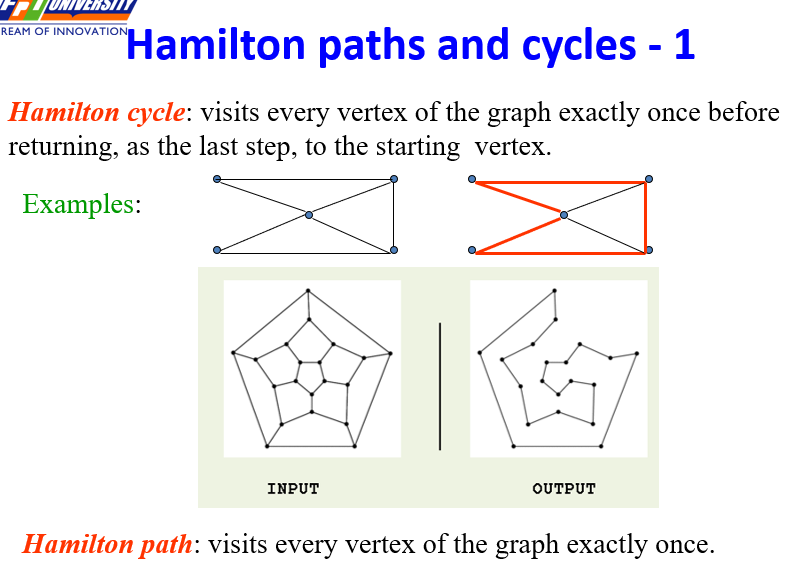 UNIVERSITY
REAM OF INNOVATION
Hamilton paths and cycles - 1
Hamilton cycle: visits every vertex of the graph exactly once before
returning, as the last step, to the starting vertex.
Examples:
INPUT
OUTPUT
Hamilton path: visits every vertex of the graph exactly once.